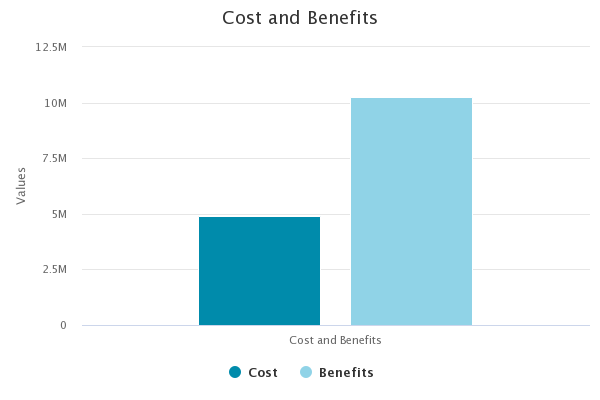 Cost and Benefits
12.5M
10M
7.5M
5M
2.5M
0
Values
Cost and Benefits
Cost
Benefits